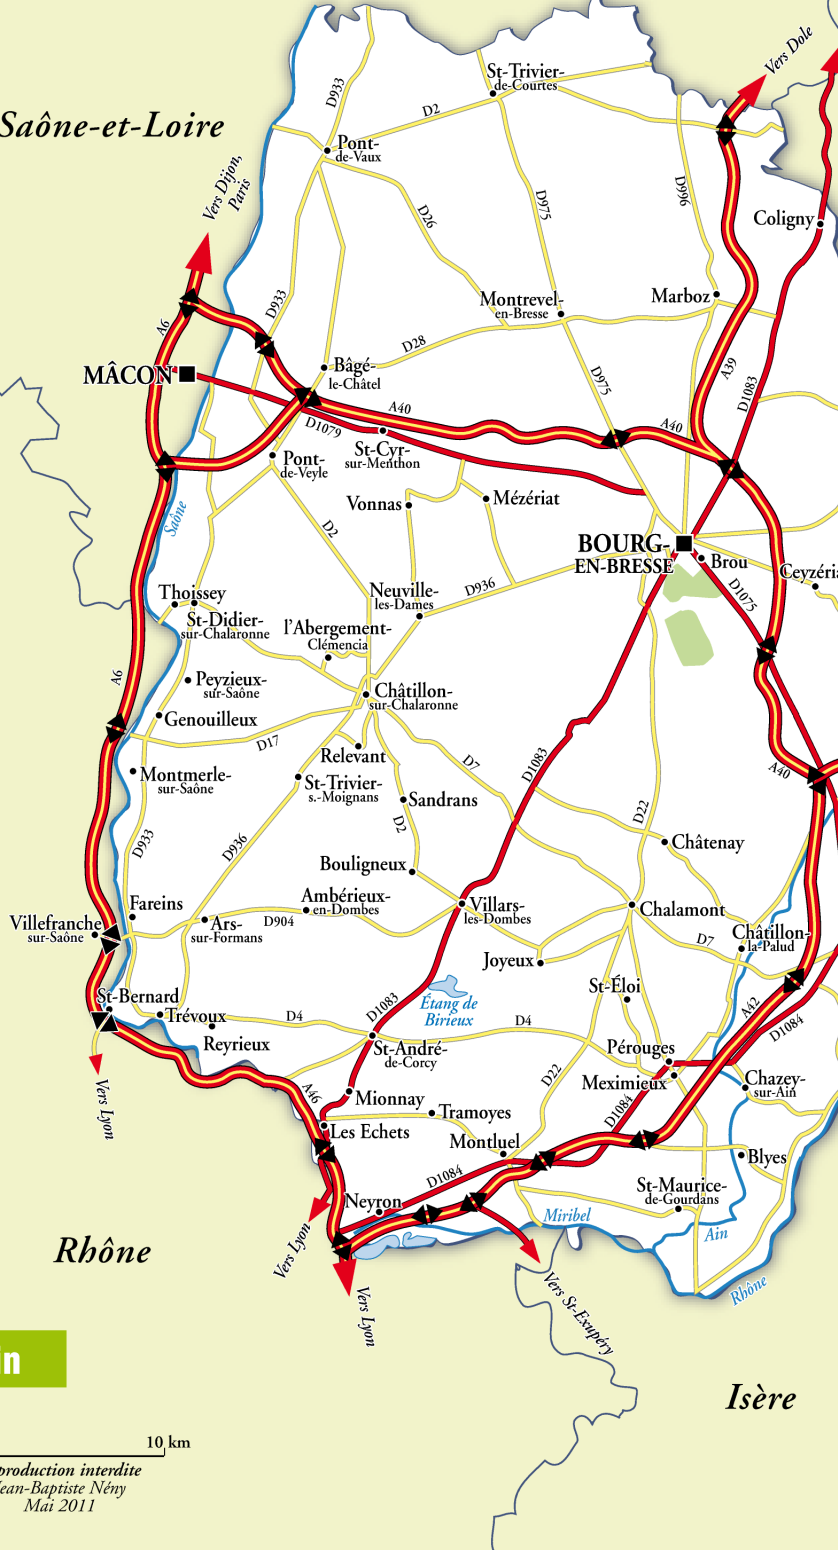 Vers Dole
St-Trivier-
de-Courtes
D933
D2
Saône-et-Loire
Pont-
de-Vaux
Vers Dijon,
Paris
D26
D975
D996
Coligny
Montrevel-
en-Bresse
Marboz
D933
A6
D28
MÂCON
Bâgé-
le-Châtel
D975
A39
D1083
A40
D1079
A40
St-Cyr-
sur-Menthon
Pont-
de-Veyle
Vonnas
Mézériat
Saône
D2
BOURG-
EN-BRESSE
Brou
Ceyzéria
D1075
Thoissey
Neuville-
les-Dames
D936
St-Didier-
sur-Chalaronne
l'Abergement-
Clémencia
A6
Peyzieux-
sur-Saône
Châtillon-
sur-Chalaronne
Genouilleux
D17
Relevant
D7
D1083
A40
Montmerle-
sur-Saône
St-Trivier-
s.-Moignans
Sandrans
D2
D22
D933
D936
Châtenay
Bouligneux
Fareins
Ambérieux-
en-Dombes
Villars-
les-Dombes
Chalamont
Villefranche
sur-Saône
Ars-
sur-Formans
D904
D7
Châtillon-
la-Palud
Joyeux
St-Éloi
St-Bernard
Trévoux
Étang de
Birieux
D1083
A42
D1084
D4
D4
Reyrieux
St-André-
de-Corcy
Pérouges
Meximieux
D22
Chazey-
sur-Ain
Vers Lyon
A46
Mionnay
Tramoyes
D1084
Les Echets
Montluel
Blyes
D1084
St-Maurice-
de-Gourdans
Neyron
Miribel
Ain
Vers Lyon
Rhône
Rhône
Vers Lyon
Vers St-Exupéry
in
Isère
10 km
production interdite
Jean-Baptiste Nény
Mai 2011